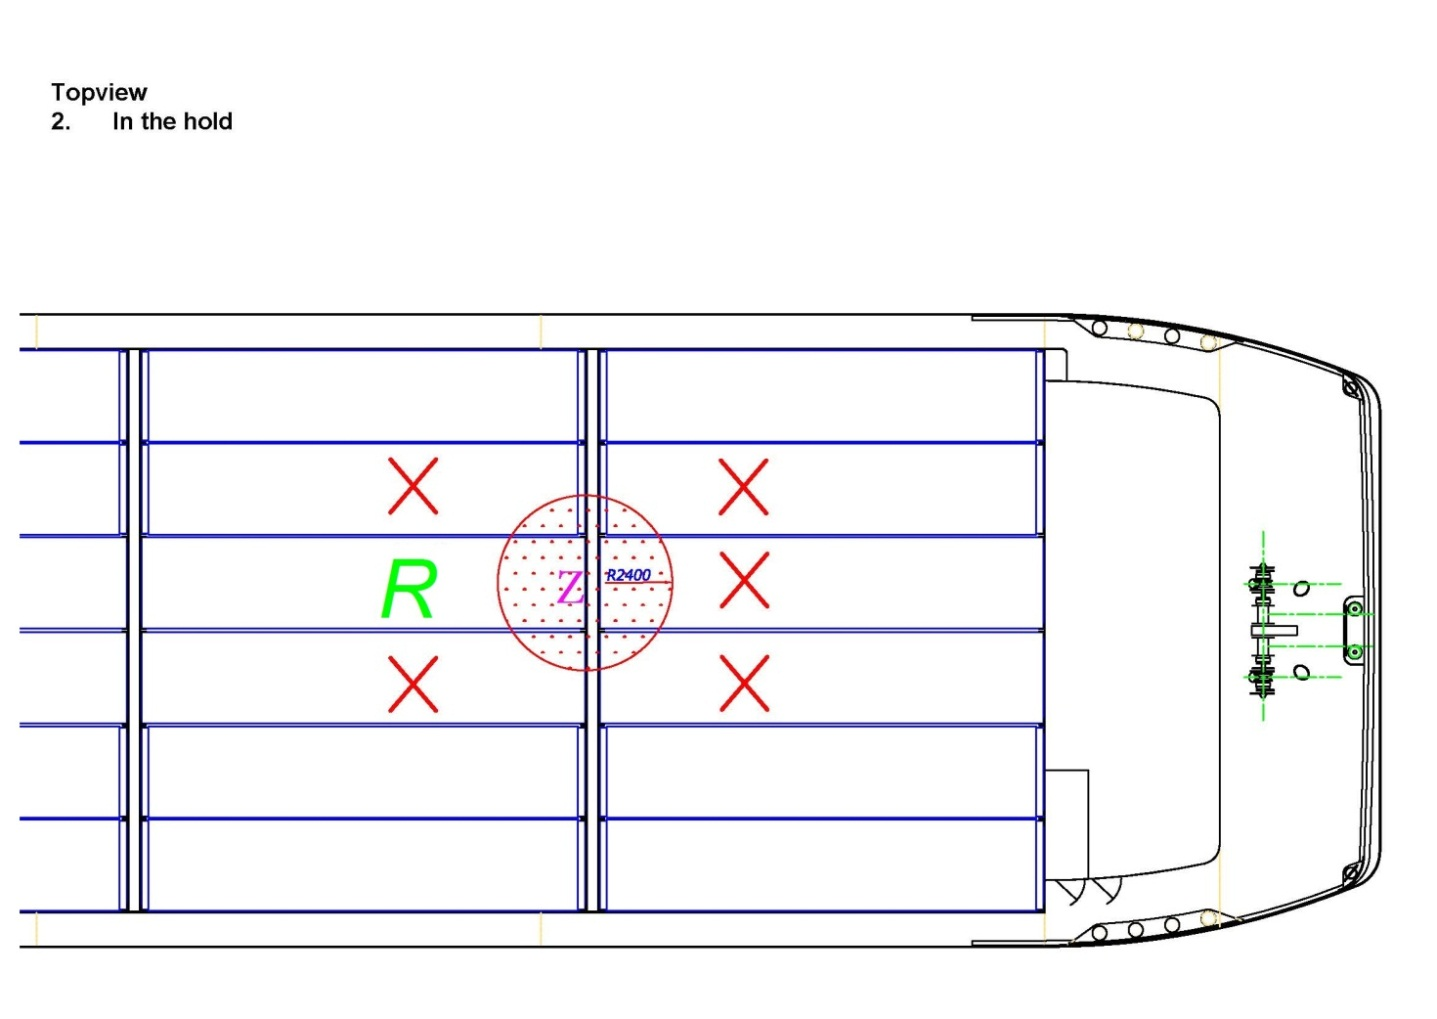 Topview
2. In the hold
R
Z
R2400